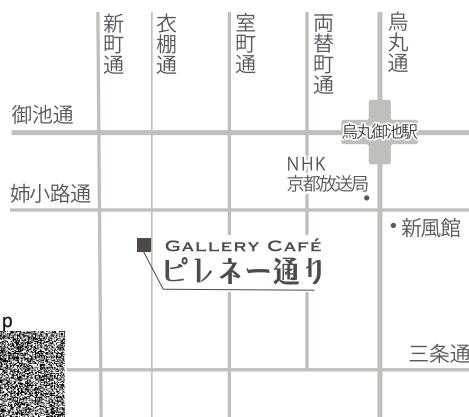 新町通
衣棚通
室町通
両替町通
烏丸通
御池通
烏丸御池駅
NHK
京都放送局
姉小路通
新風館
GALLERY CAFÉ
ピレネー通り
三条通
p